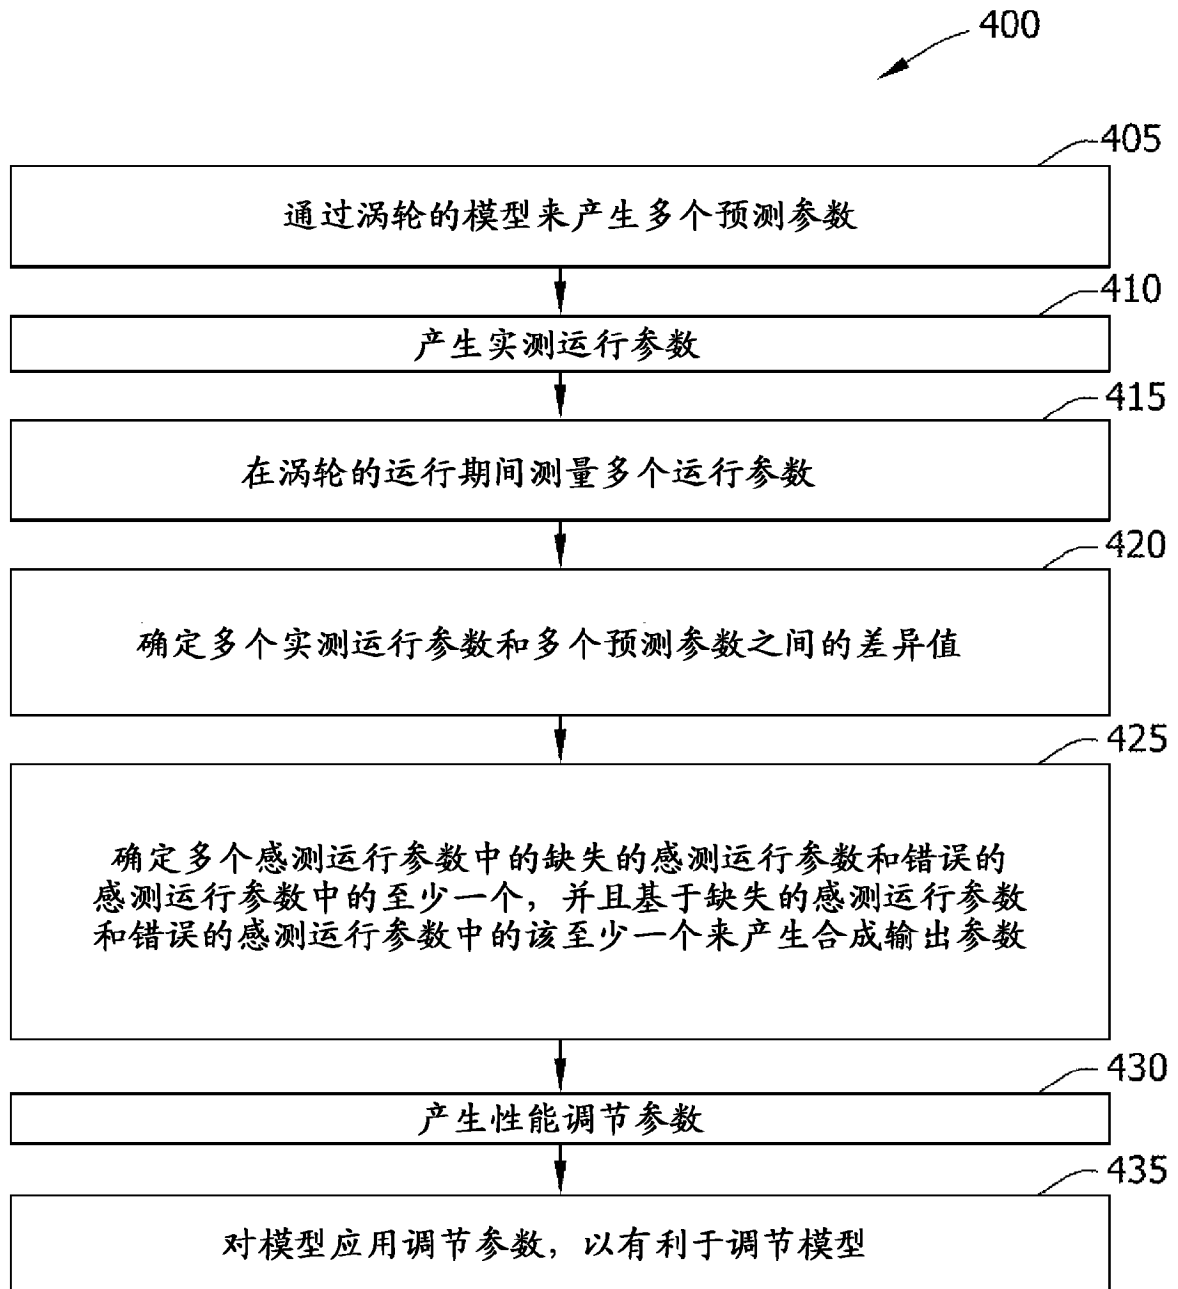 400
405
通过涡轮的模型来产生多个预测参数
410
产生实测运行参数
415
在涡轮的运行期间测量多个运行参数
420
确定多个实测运行参数和多个预测参数之间的差异值
425
确定多个感测运行参数中的缺失的感测运行参数和错误的
感测运行参数中的至少一个，并且基于缺失的感测运行参数
和错误的感测运行参数中的该至少一个来产生合成输出参数
430
产生性能调节参数
435
对模型应用调节参数，以有利于调节模型